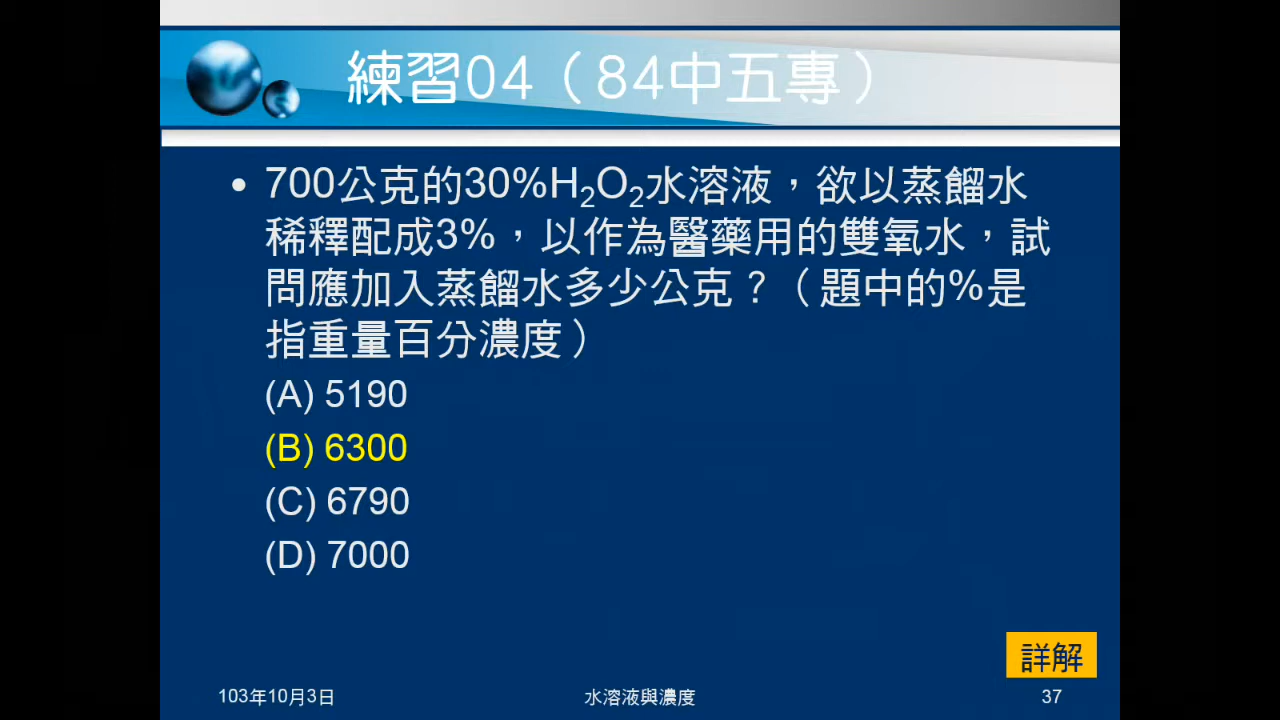 練習04（84中五專）
• 700公克的30%H₂O₂水溶液，欲以蒸餾水
稀釋配成3%，以作為醫藥用的雙氧水，試
問應加入蒸餾水多少公克？（題中的%是
指重量百分濃度）
(A) 5190
(B) 6300
(C) 6790
(D) 7000
詳解
103年10月3日
水溶液與濃度
37